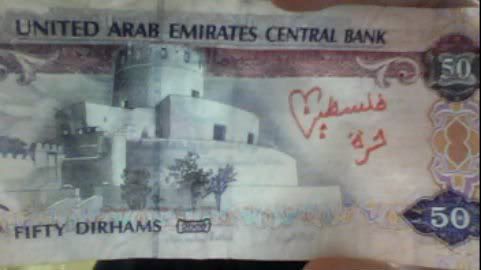 UNITED ARAB EMIRATES CENTRAL BANK
50
فلسطين
حرة
50
FIFTY DIRHAMS